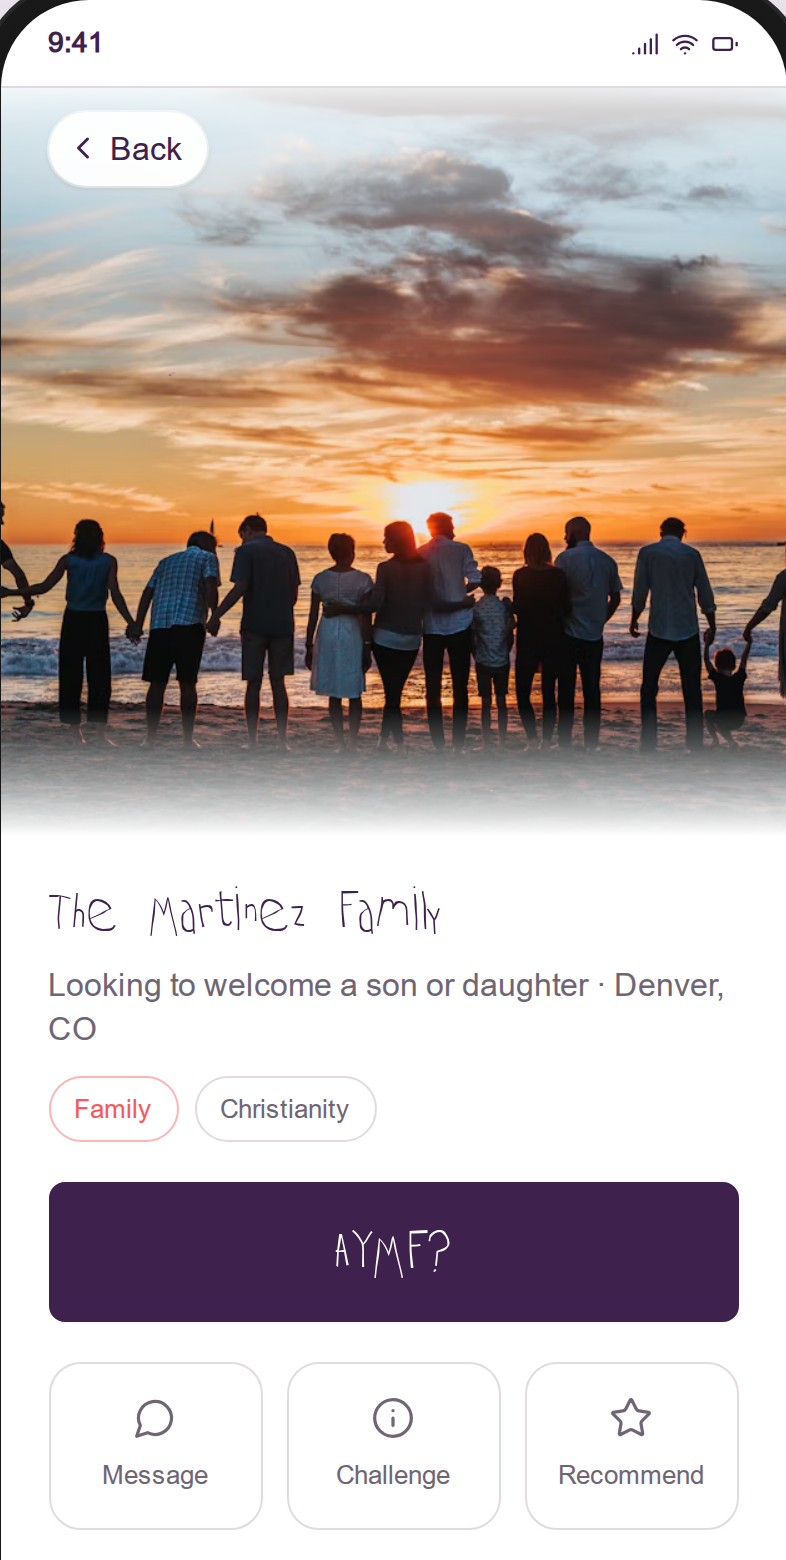 9:41
Back
The Martinez Family
Looking to welcome a son or daughter · Denver,
CO
Family
Christianity
AYMF?
Message
Challenge
Recommend